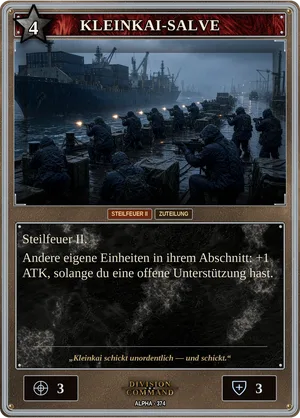 4
KLEINKAI-SALVE
STEILFEUER II
ZUTEILUNG
Steilfeuer II.
Andere eigene Einheiten in ihrem Abschnitt: +1
ATK, solange du eine offene Unterstützung hast.
„Kleinkai schickt unordentlich — und schickt.“
3
DIVISION
COMMAND
ALPHA · 374
3